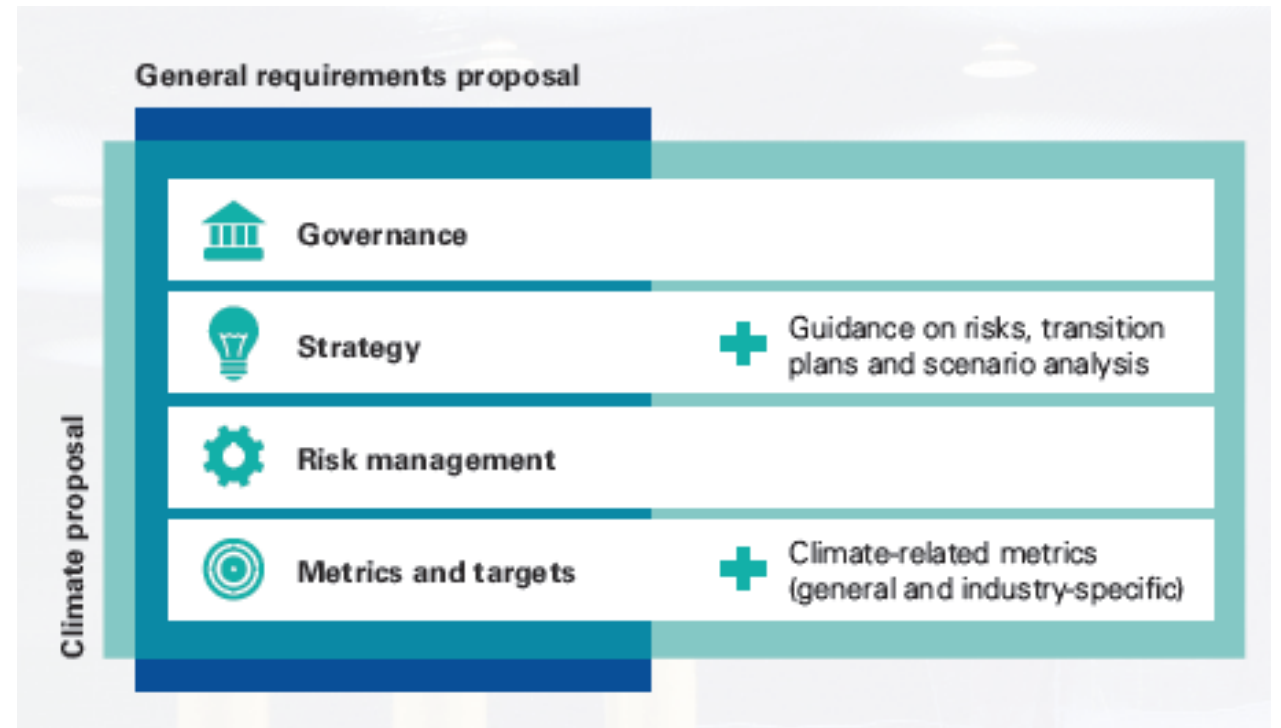 General requirements proposal
Governance
Strategy
Guidance on risks, transition
plans and scenario analysis
Risk management
Metrics and targets
Climate-related metrics
(general and industry-specific)
Climate proposal